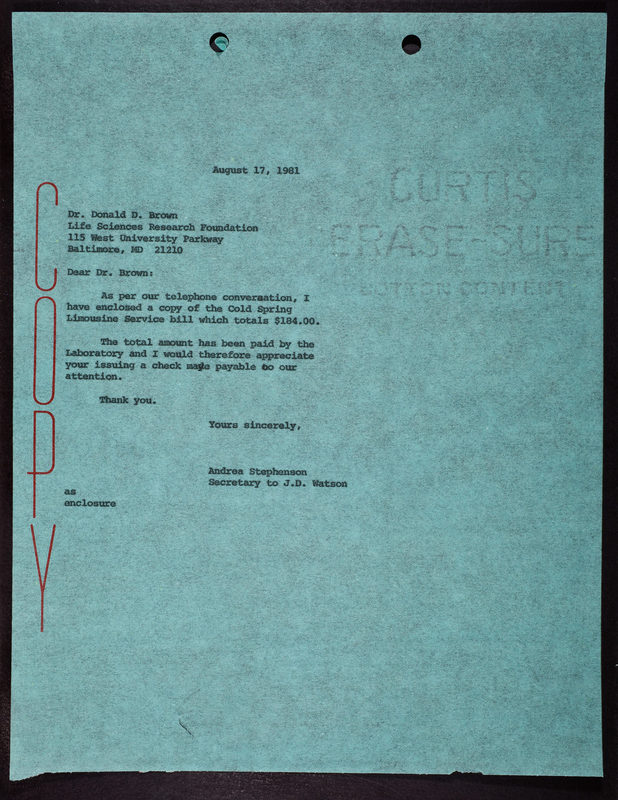 August 17, 1981
CURTIS
ERASE SURE
COTTON CONTENT
COPY
Dr. Donald D. Brown
Life Sciences Research Foundation
115 West University Parkway
Baltimore, MD 21210
Dear Dr. Brown:
As per our telephone conversation, I
have enclosed a copy of the Cold Spring
Limousine Service bill which totals $184.00.
The total amount has been paid by the
Laboratory and I would therefore appreciate
your issuing a check made payable to our
attention.
Thank you.
Yours sincerely,
Andrea Stephenson
Secretary to J.D. Watson
as
enclosure